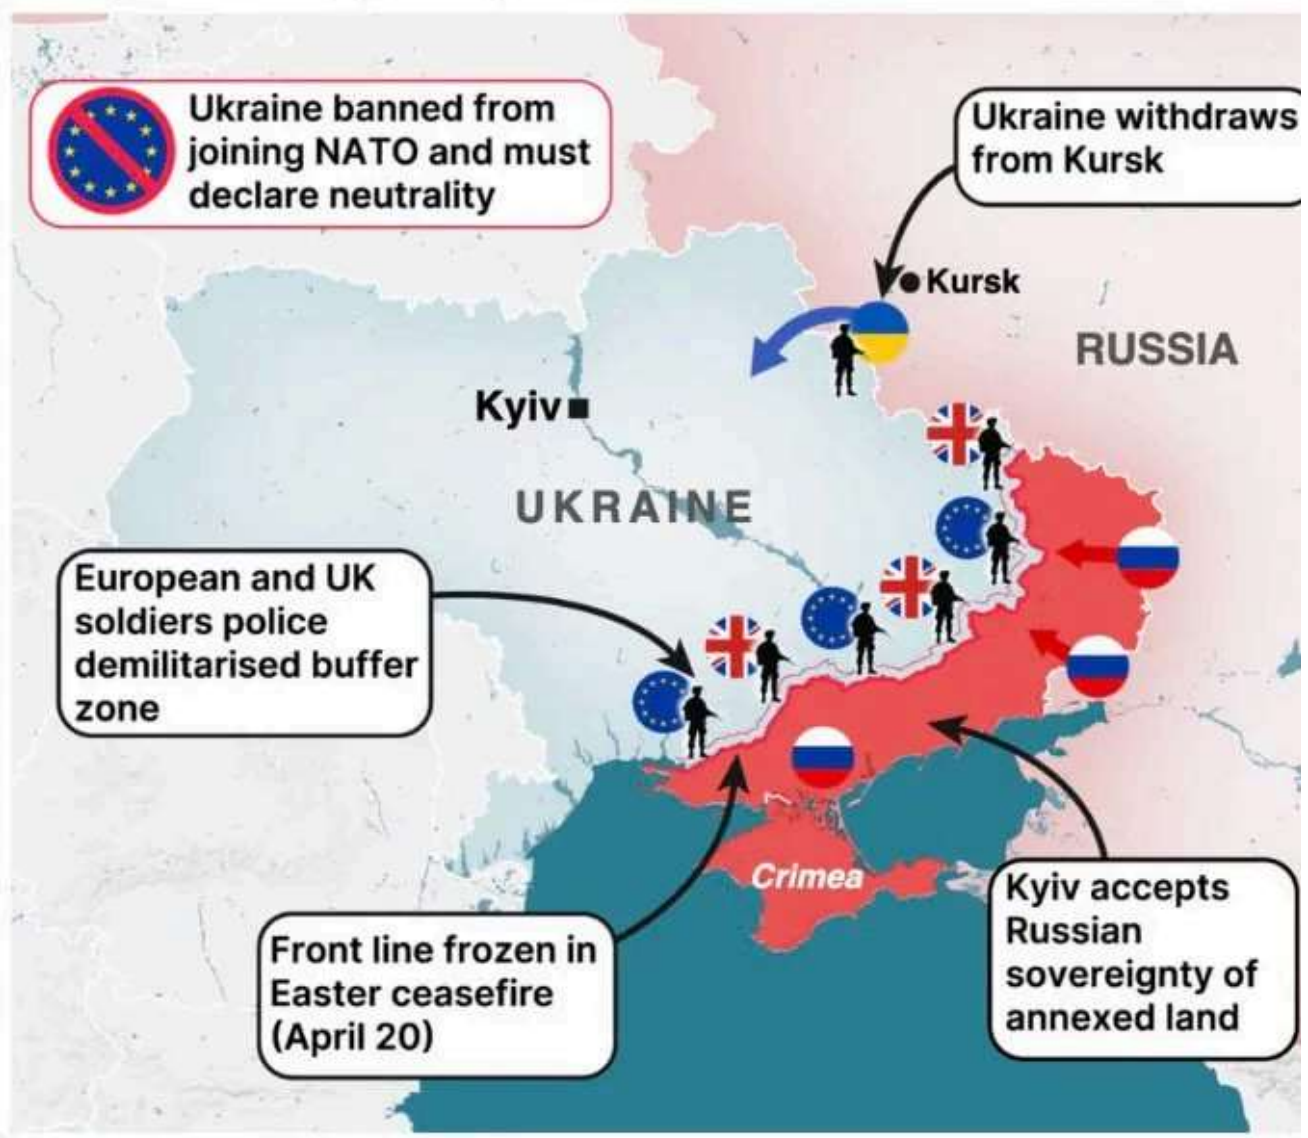 Ukraine banned from
joining NATO and must
declare neutrality
Ukraine withdraws
from Kursk
Kursk
RUSSIA
Kyiv
UKRAINE
European and UK
soldiers police
demilitarised buffer
zone
Crimea
Kyiv accepts
Russian
sovereignty of
annexed land
Front line frozen in
Easter ceasefire
(April 20)